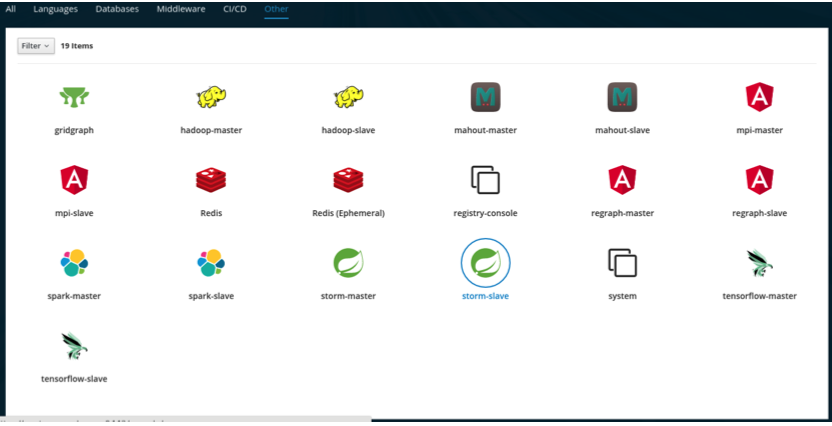 All Languages Databases Middleware CI/CD Other
Filter 19 Items
gridgraph hadoop-master hadoop-slave mahout-master mahout-slave mpi-master
mpi-slave Redis Redis (Ephemeral) registry-console regraph-master regraph-slave
spark-master spark-slave storm-master storm-slave system tensorflow-master
tensorflow-slave